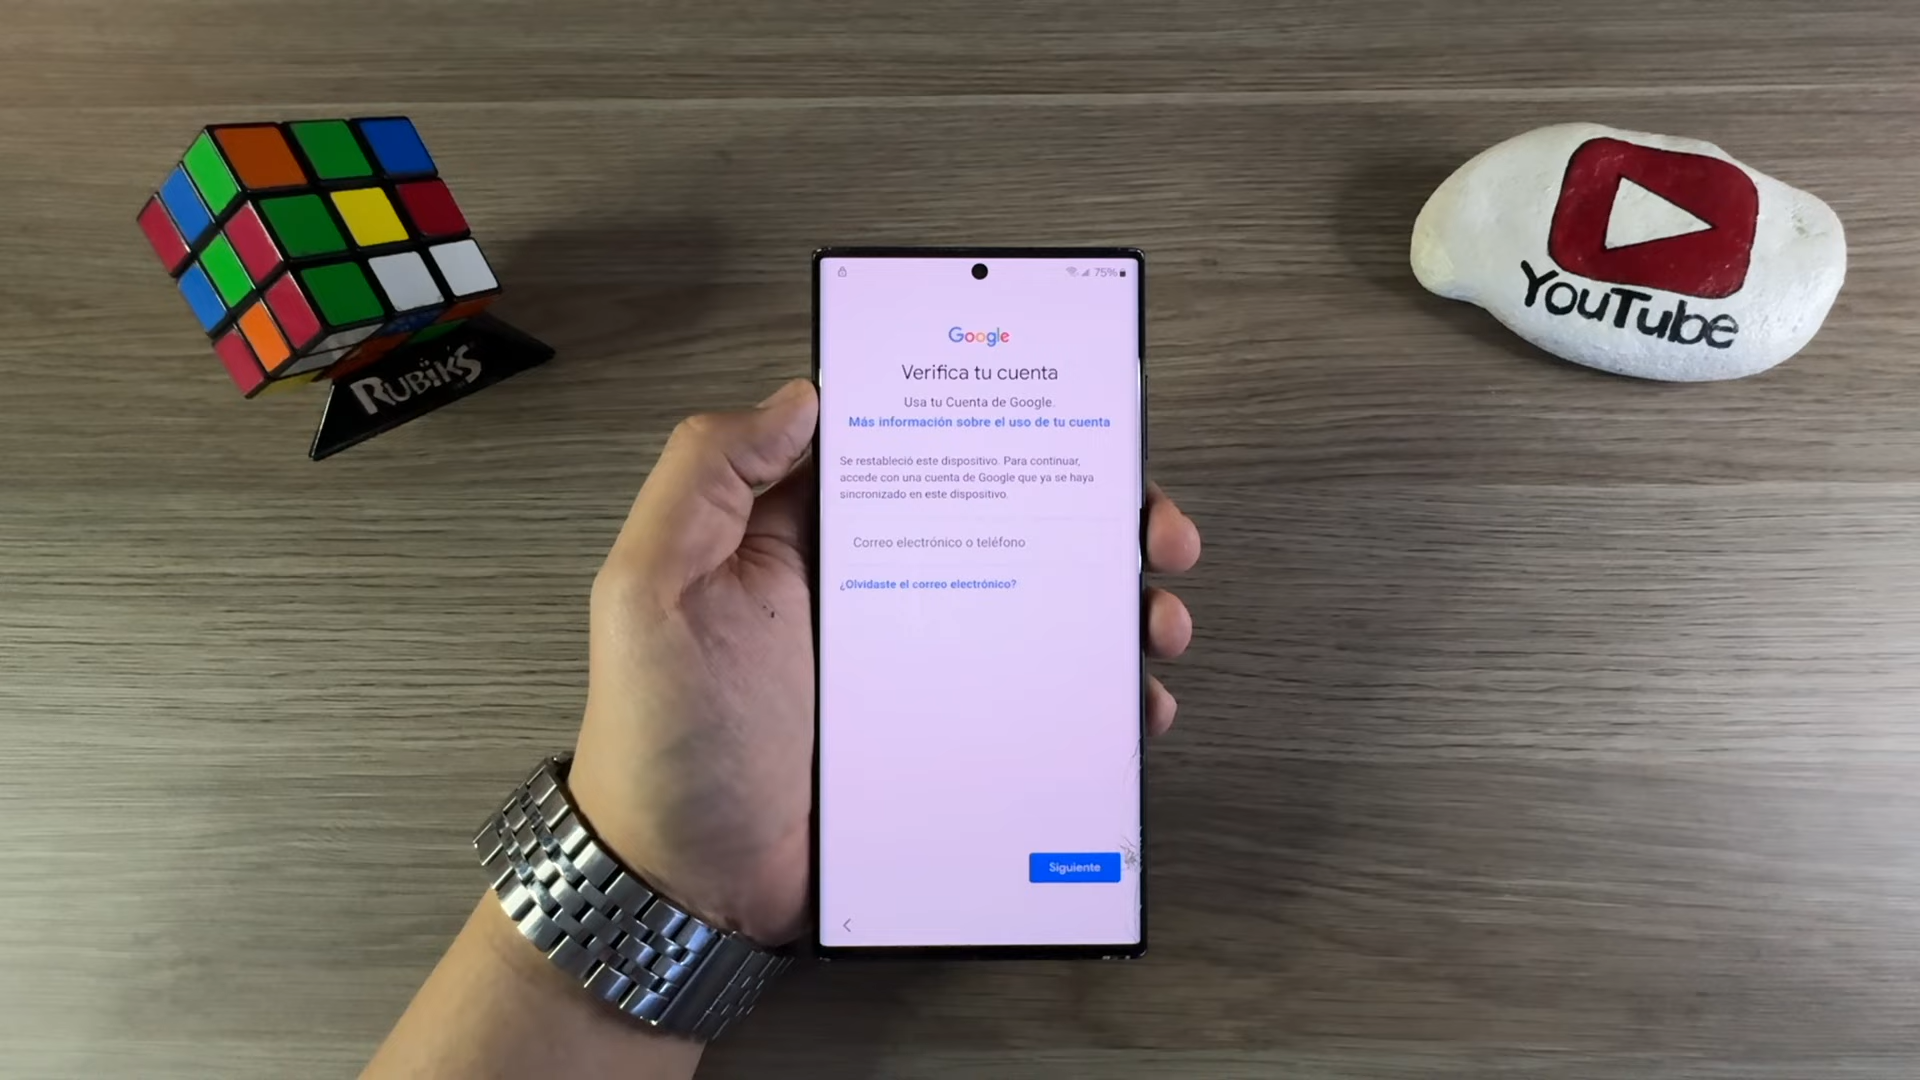 RUBIKS
YouTube
75%
Google
Verifica tu cuenta
Usa tu Cuenta de Google.
Más información sobre el uso de tu cuenta
Se restableció este dispositivo. Para continuar,
accede con una cuenta de Google que ya se haya
sincronizado en este dispositivo.
Correo electrónico o teléfono
¿Olvidaste el correo electrónico?
Siguiente